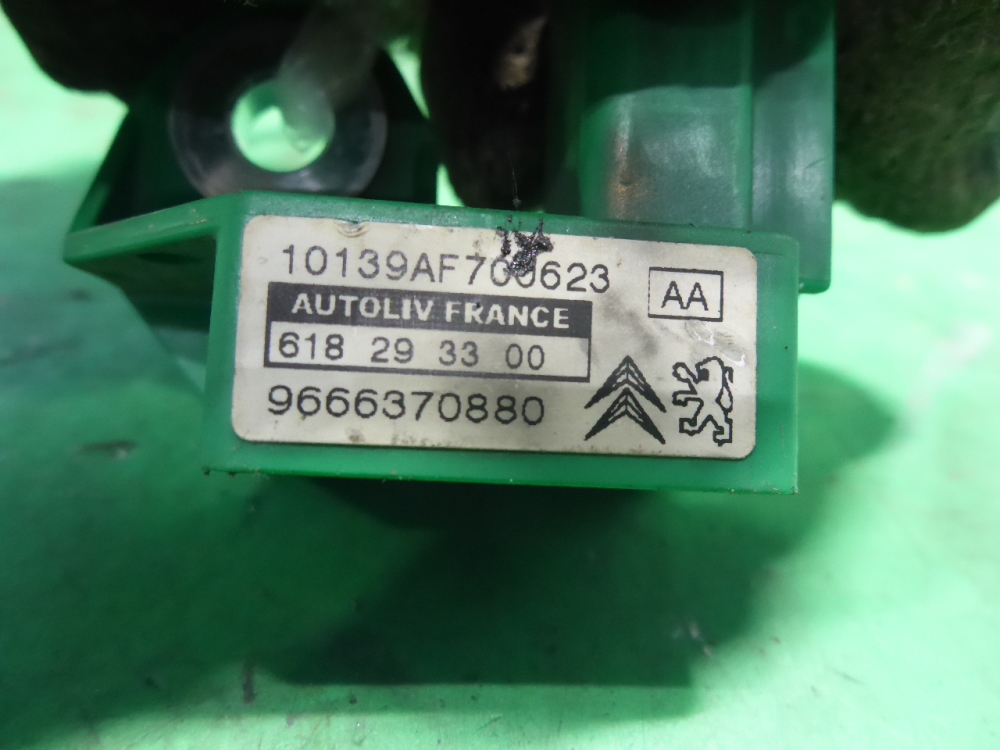 10139AF700623
AA
AUTOLIV FRANCE
618 29 33 00
9666370880